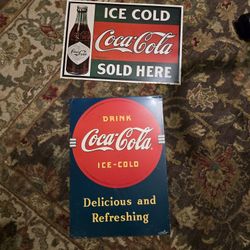 ICE COLD
Coca-Cola
SOLD HERE
DRINK
Coca-Cola
ICE-COLD
Delicious and
Refreshing